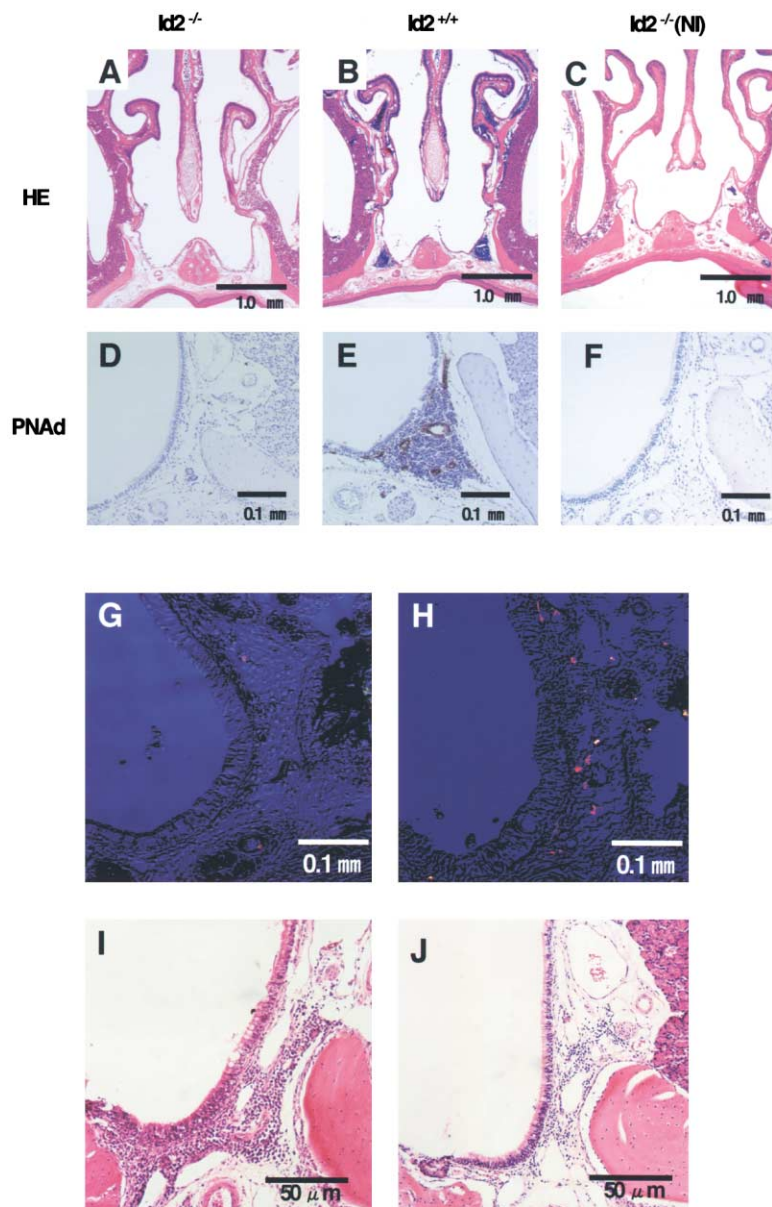 Id2 -/- Id2 +/+ Id2 -/-(NI)
A B C
HE
1.0 mm 1.0 mm 1.0 mm
D E F
PNAd
0.1 mm 0.1 mm 0.1 mm
G H
0.1 mm 0.1 mm
I J
50 μm 50 μm